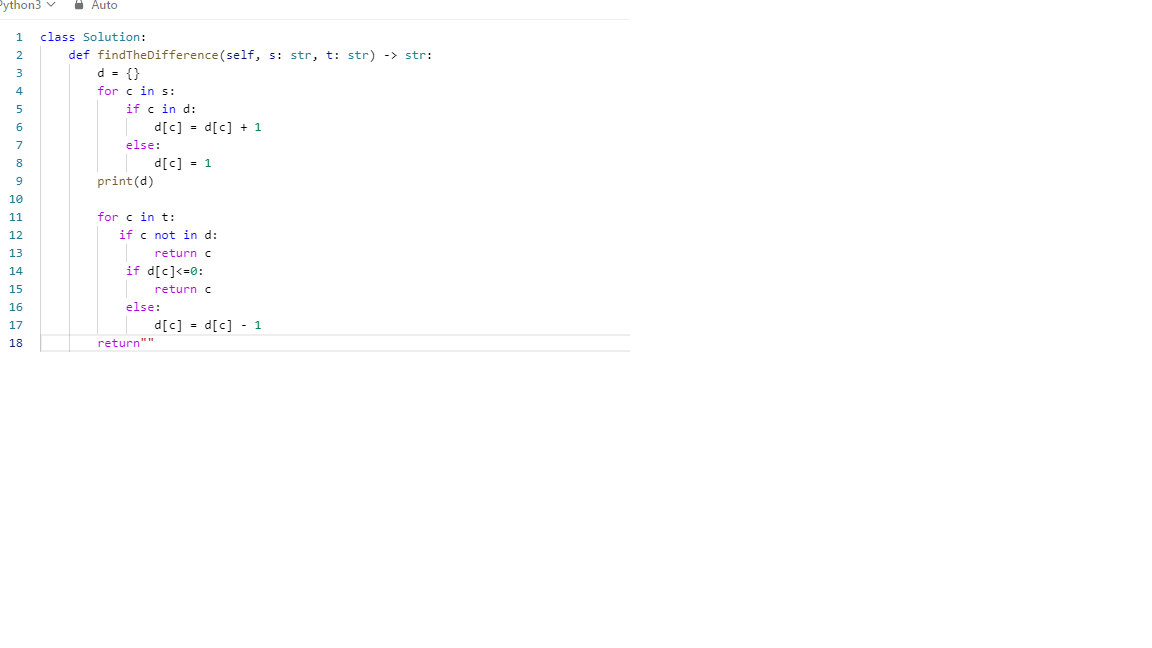 Python3 Auto
1 class Solution:
2     def findTheDifference(self, s: str, t: str) -> str:
3         d = {}
4         for c in s:
5             if c in d:
6                 d[c] = d[c] + 1
7             else:
8                 d[c] = 1
9         print(d)
10
11         for c in t:
12            if c not in d:
13                 return c
14             if d[c]<=0:
15                 return c
16             else:
17                 d[c] = d[c] - 1
18         return""